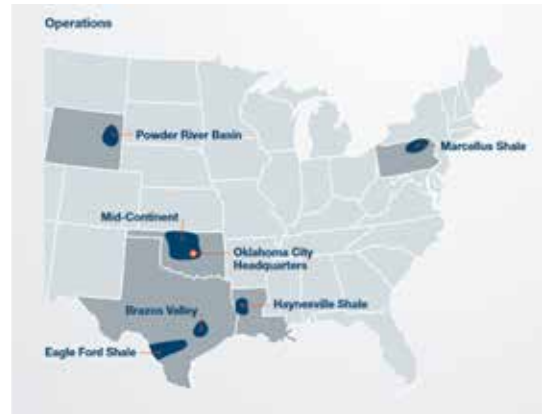 Operations
Powder River Basin
Marcellus Shale
Mid-Continent
Oklahoma City
Headquarters
Brazos Valley
Haynesville Shale
Eagle Ford Shale